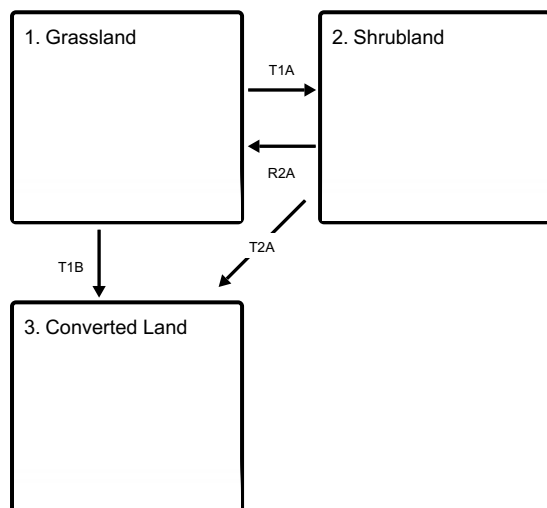 1. Grassland
2. Shrubland
T1A
R2A
T2A
T1B
3. Converted Land